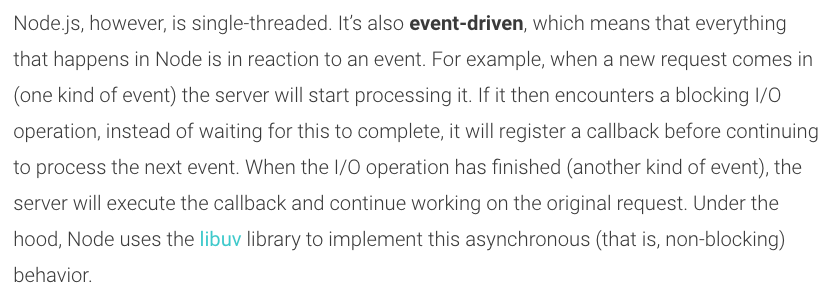 Node.js, however, is single-threaded. It’s also event-driven, which means that everything
that happens in Node is in reaction to an event. For example, when a new request comes in
(one kind of event) the server will start processing it. If it then encounters a blocking I/O
operation, instead of waiting for this to complete, it will register a callback before continuing
to process the next event. When the I/O operation has finished (another kind of event), the
server will execute the callback and continue working on the original request. Under the
hood, Node uses the libuv library to implement this asynchronous (that is, non-blocking)
behavior.